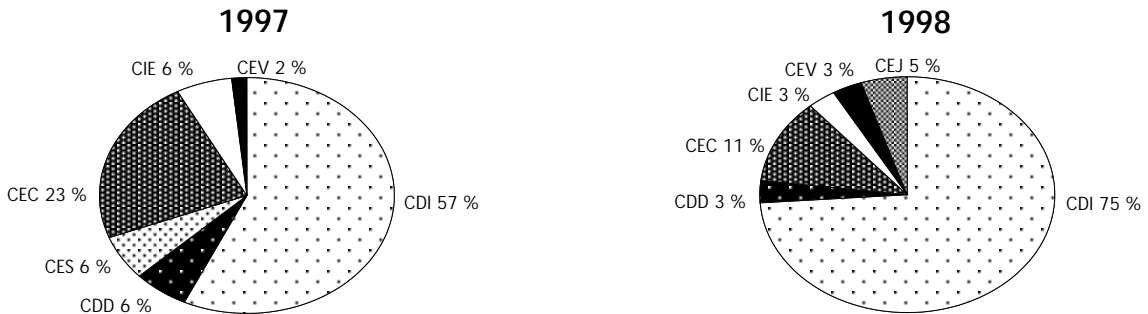 1997
CIE 6 %
CEV 2 %
CEC 23 %
CDI 57 %
CES 6 %
CDD 6 %
1998
CEV 3 %
CEJ 5 %
CIE 3 %
CEC 11 %
CDD 3 %
CDI 75 %